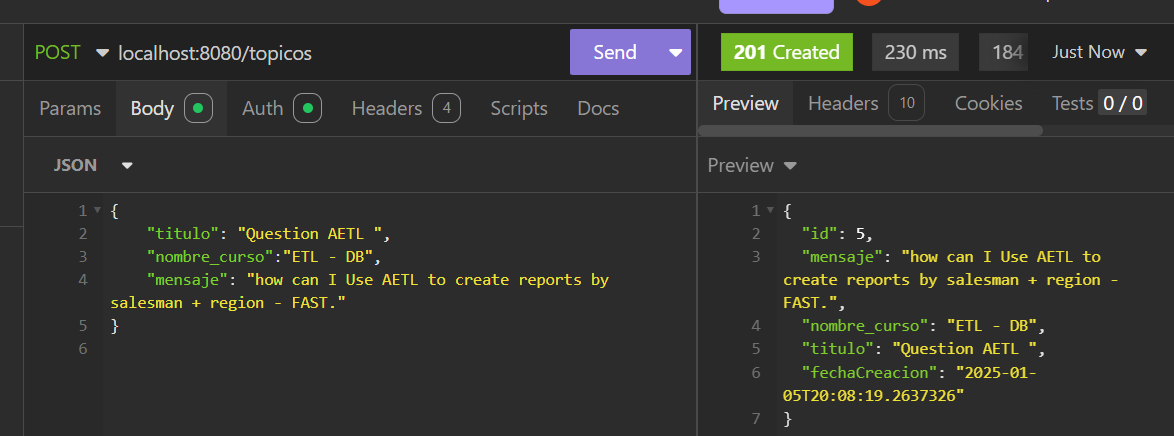 POST localhost:8080/topicos Send
201 Created 230 ms 184 Just Now
Params Body Auth Headers 4 Scripts Docs
Preview Headers 10 Cookies Tests 0 / 0
JSON
Preview
1 {
2 "titulo": "Question AETL ",
3 "nombre_curso":"ETL - DB",
4 "mensaje": "how can I Use AETL to create reports by
salesman + region - FAST."
5 }
6
1 {
2 "id": 5,
3 "mensaje": "how can I Use AETL to
create reports by salesman + region -
FAST.",
4 "nombre_curso": "ETL - DB",
5 "titulo": "Question AETL ",
6 "fechaCreacion": "2025-01-
05T20:08:19.2637326"
7 }